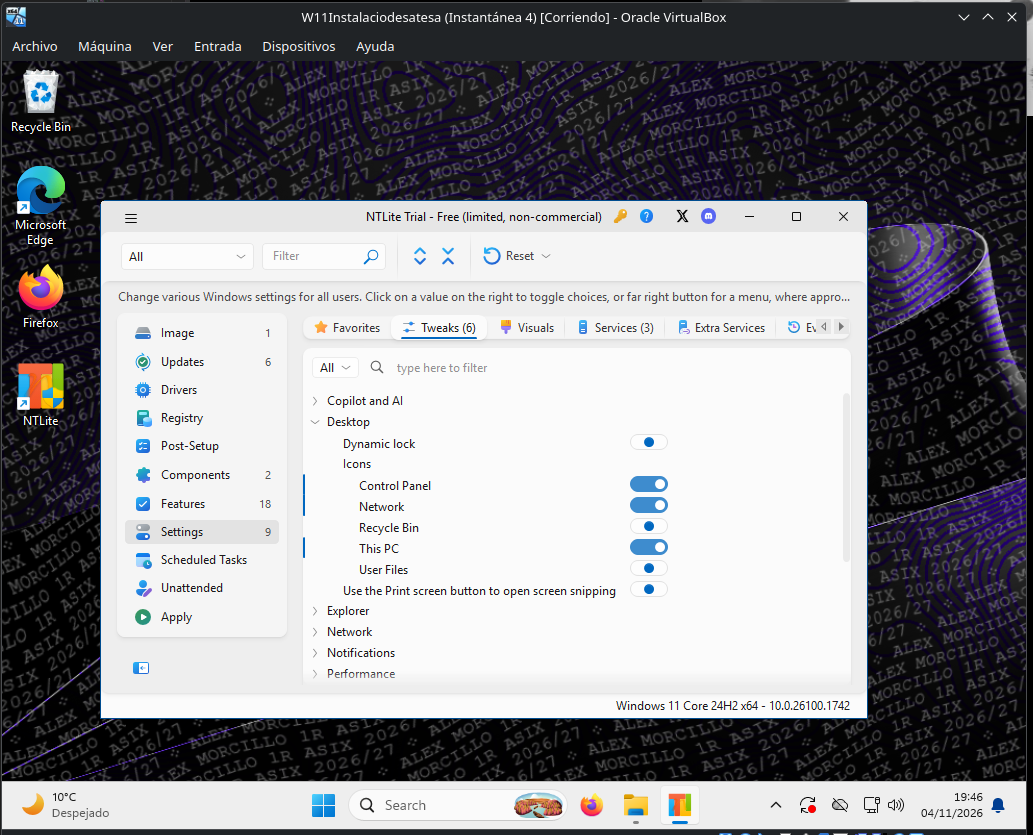 W11Instalaciodesatesa (Instantánea 4) [Corriendo] - Oracle VirtualBox
Archivo Máquina Ver Entrada Dispositivos Ayuda
ALEX MORCILLO 1R ASIX 2026/27
Recycle Bin
Microsoft
Edge
Firefox
NTLite
NTLite Trial - Free (limited, non-commercial)
All
Filter
Reset
Change various Windows settings for all users. Click on a value on the right to toggle choices, or far right button for a menu, where appro...
Image 1
Updates 6
Drivers
Registry
Post-Setup
Components 2
Features 18
Settings 9
Scheduled Tasks
Unattended
Apply
Favorites Tweaks (6) Visuals Services (3) Extra Services Ev
All type here to filter
Copilot and AI
Desktop
Dynamic lock
Icons
Control Panel
Network
Recycle Bin
This PC
User Files
Use the Print screen button to open screen snipping
Explorer
Network
Notifications
Performance
Windows 11 Core 24H2 x64 - 10.0.26100.1742
10°C
Despejado
Search
19:46
04/11/2026